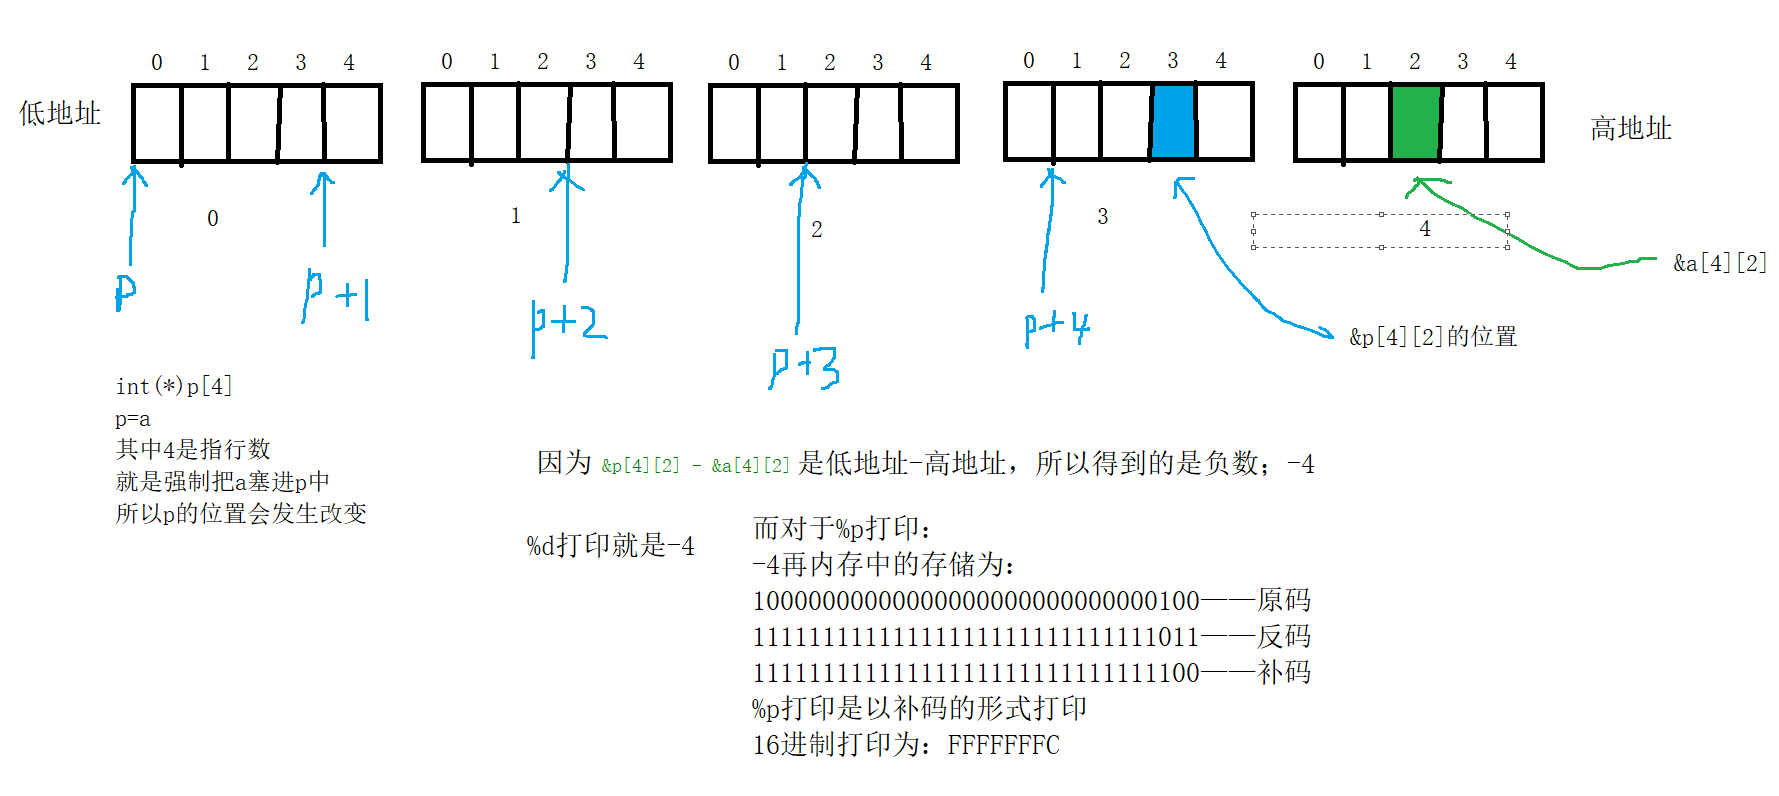 0 1 2 3 4 0 1 2 3 4 0 1 2 3 4 0 1 2 3 4 0 1 2 3 4
低地址
高地址
0 1 2 3 4
&a[4][2]
p p+1 p+2 p+3 p+4
&p[4][2]的位置
int(*)p[4]
p=a
其中4是指行数
就是强制把a塞进p中
所以p的位置会发生改变
因为 &p[4][2] - &a[4][2] 是低地址-高地址，所以得到的是负数；-4
%d打印就是-4
而对于%p打印：
-4再内存中的存储为：
10000000000000000000000000000100——原码
11111111111111111111111111111011——反码
11111111111111111111111111111100——补码
%p打印是以补码的形式打印
16进制打印为：FFFFFFFC